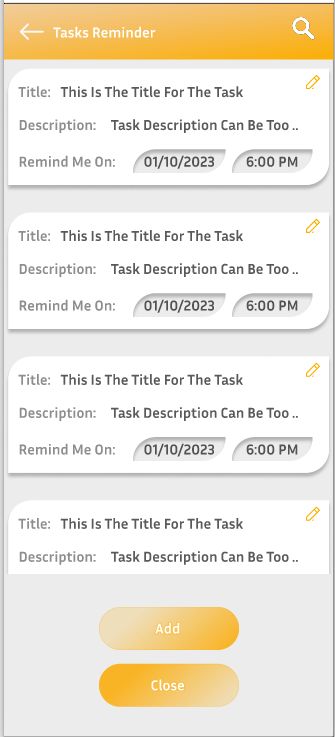 Tasks Reminder
Title: This Is The Title For The Task
Description: Task Description Can Be Too ..
Remind Me On: 01/10/2023 6:00 PM
Title: This Is The Title For The Task
Description: Task Description Can Be Too ..
Remind Me On: 01/10/2023 6:00 PM
Title: This Is The Title For The Task
Description: Task Description Can Be Too ..
Remind Me On: 01/10/2023 6:00 PM
Title: This Is The Title For The Task
Description: Task Description Can Be Too ..
Add
Close